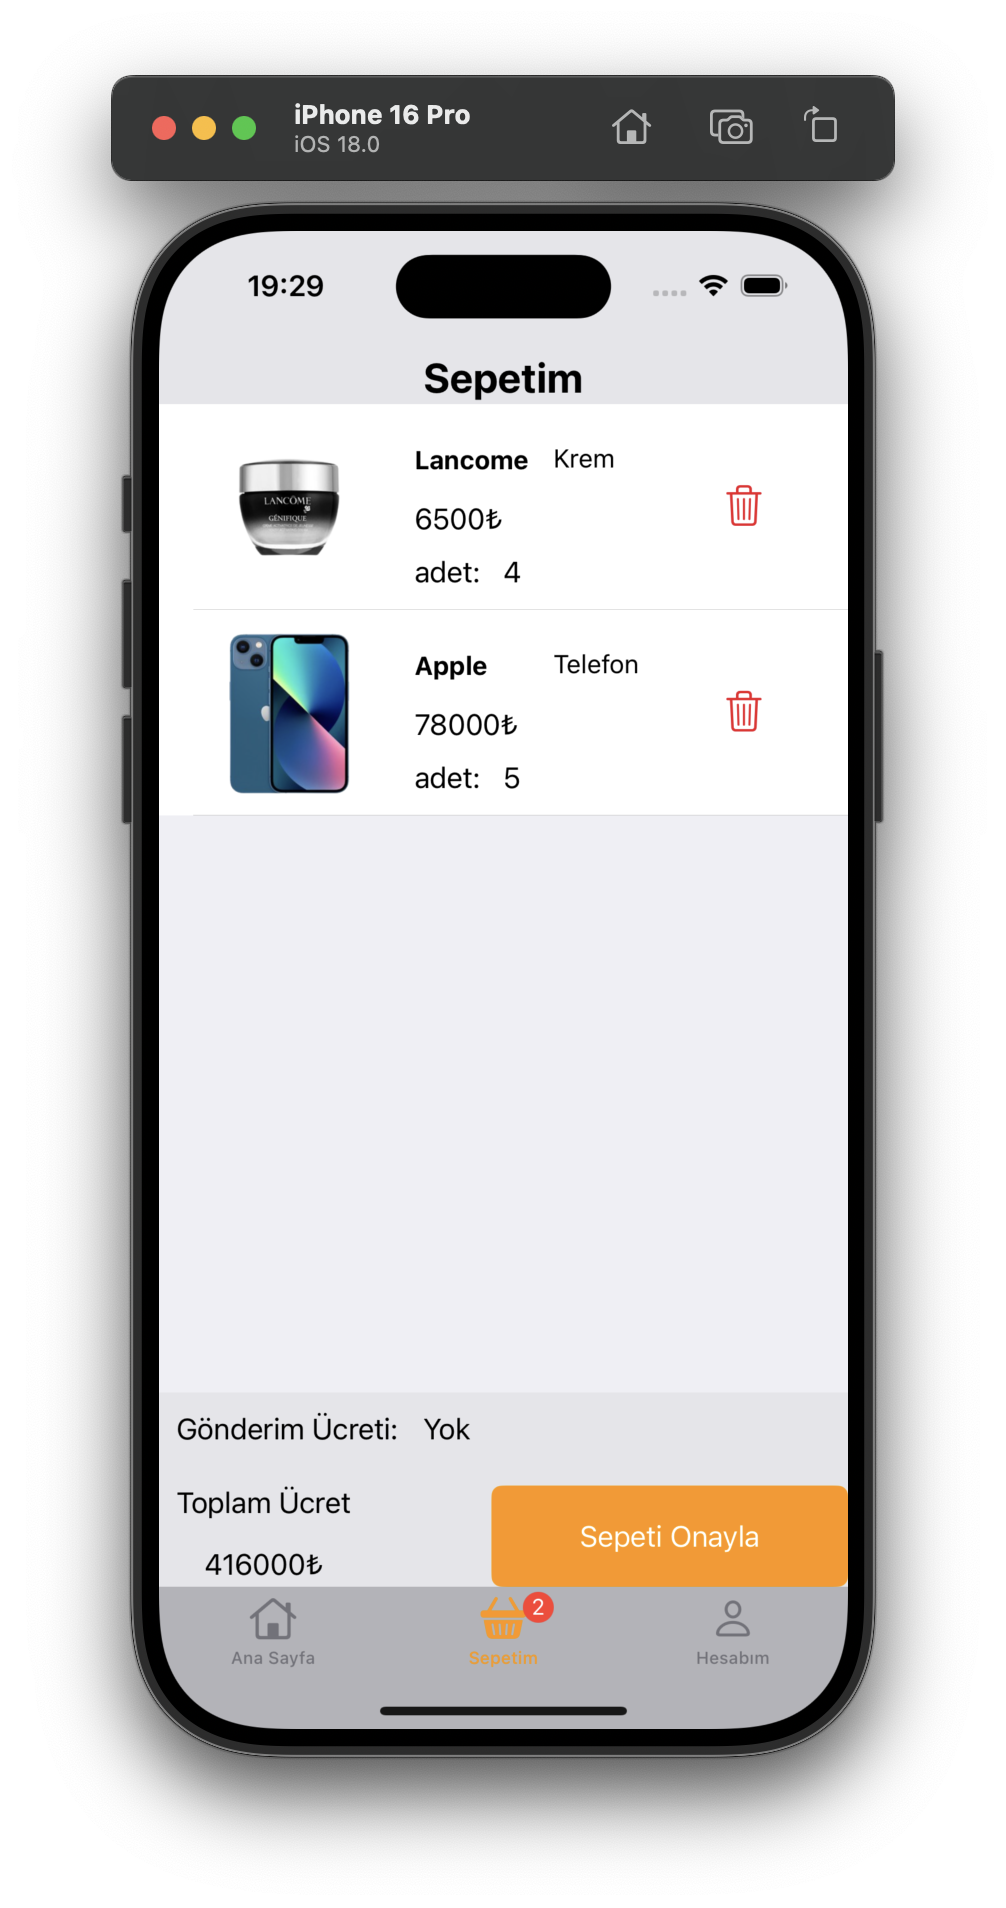 iPhone 16 Pro
iOS 18.0
19:29
Sepetim
Lancome Krem
6500₺
adet: 4
LANCÔME
GÉNIFIQUE
Apple Telefon
78000₺
adet: 5
Gönderim Ücreti: Yok
Toplam Ücret
416000₺
Sepeti Onayla
2
Ana Sayfa Sepetim Hesabım